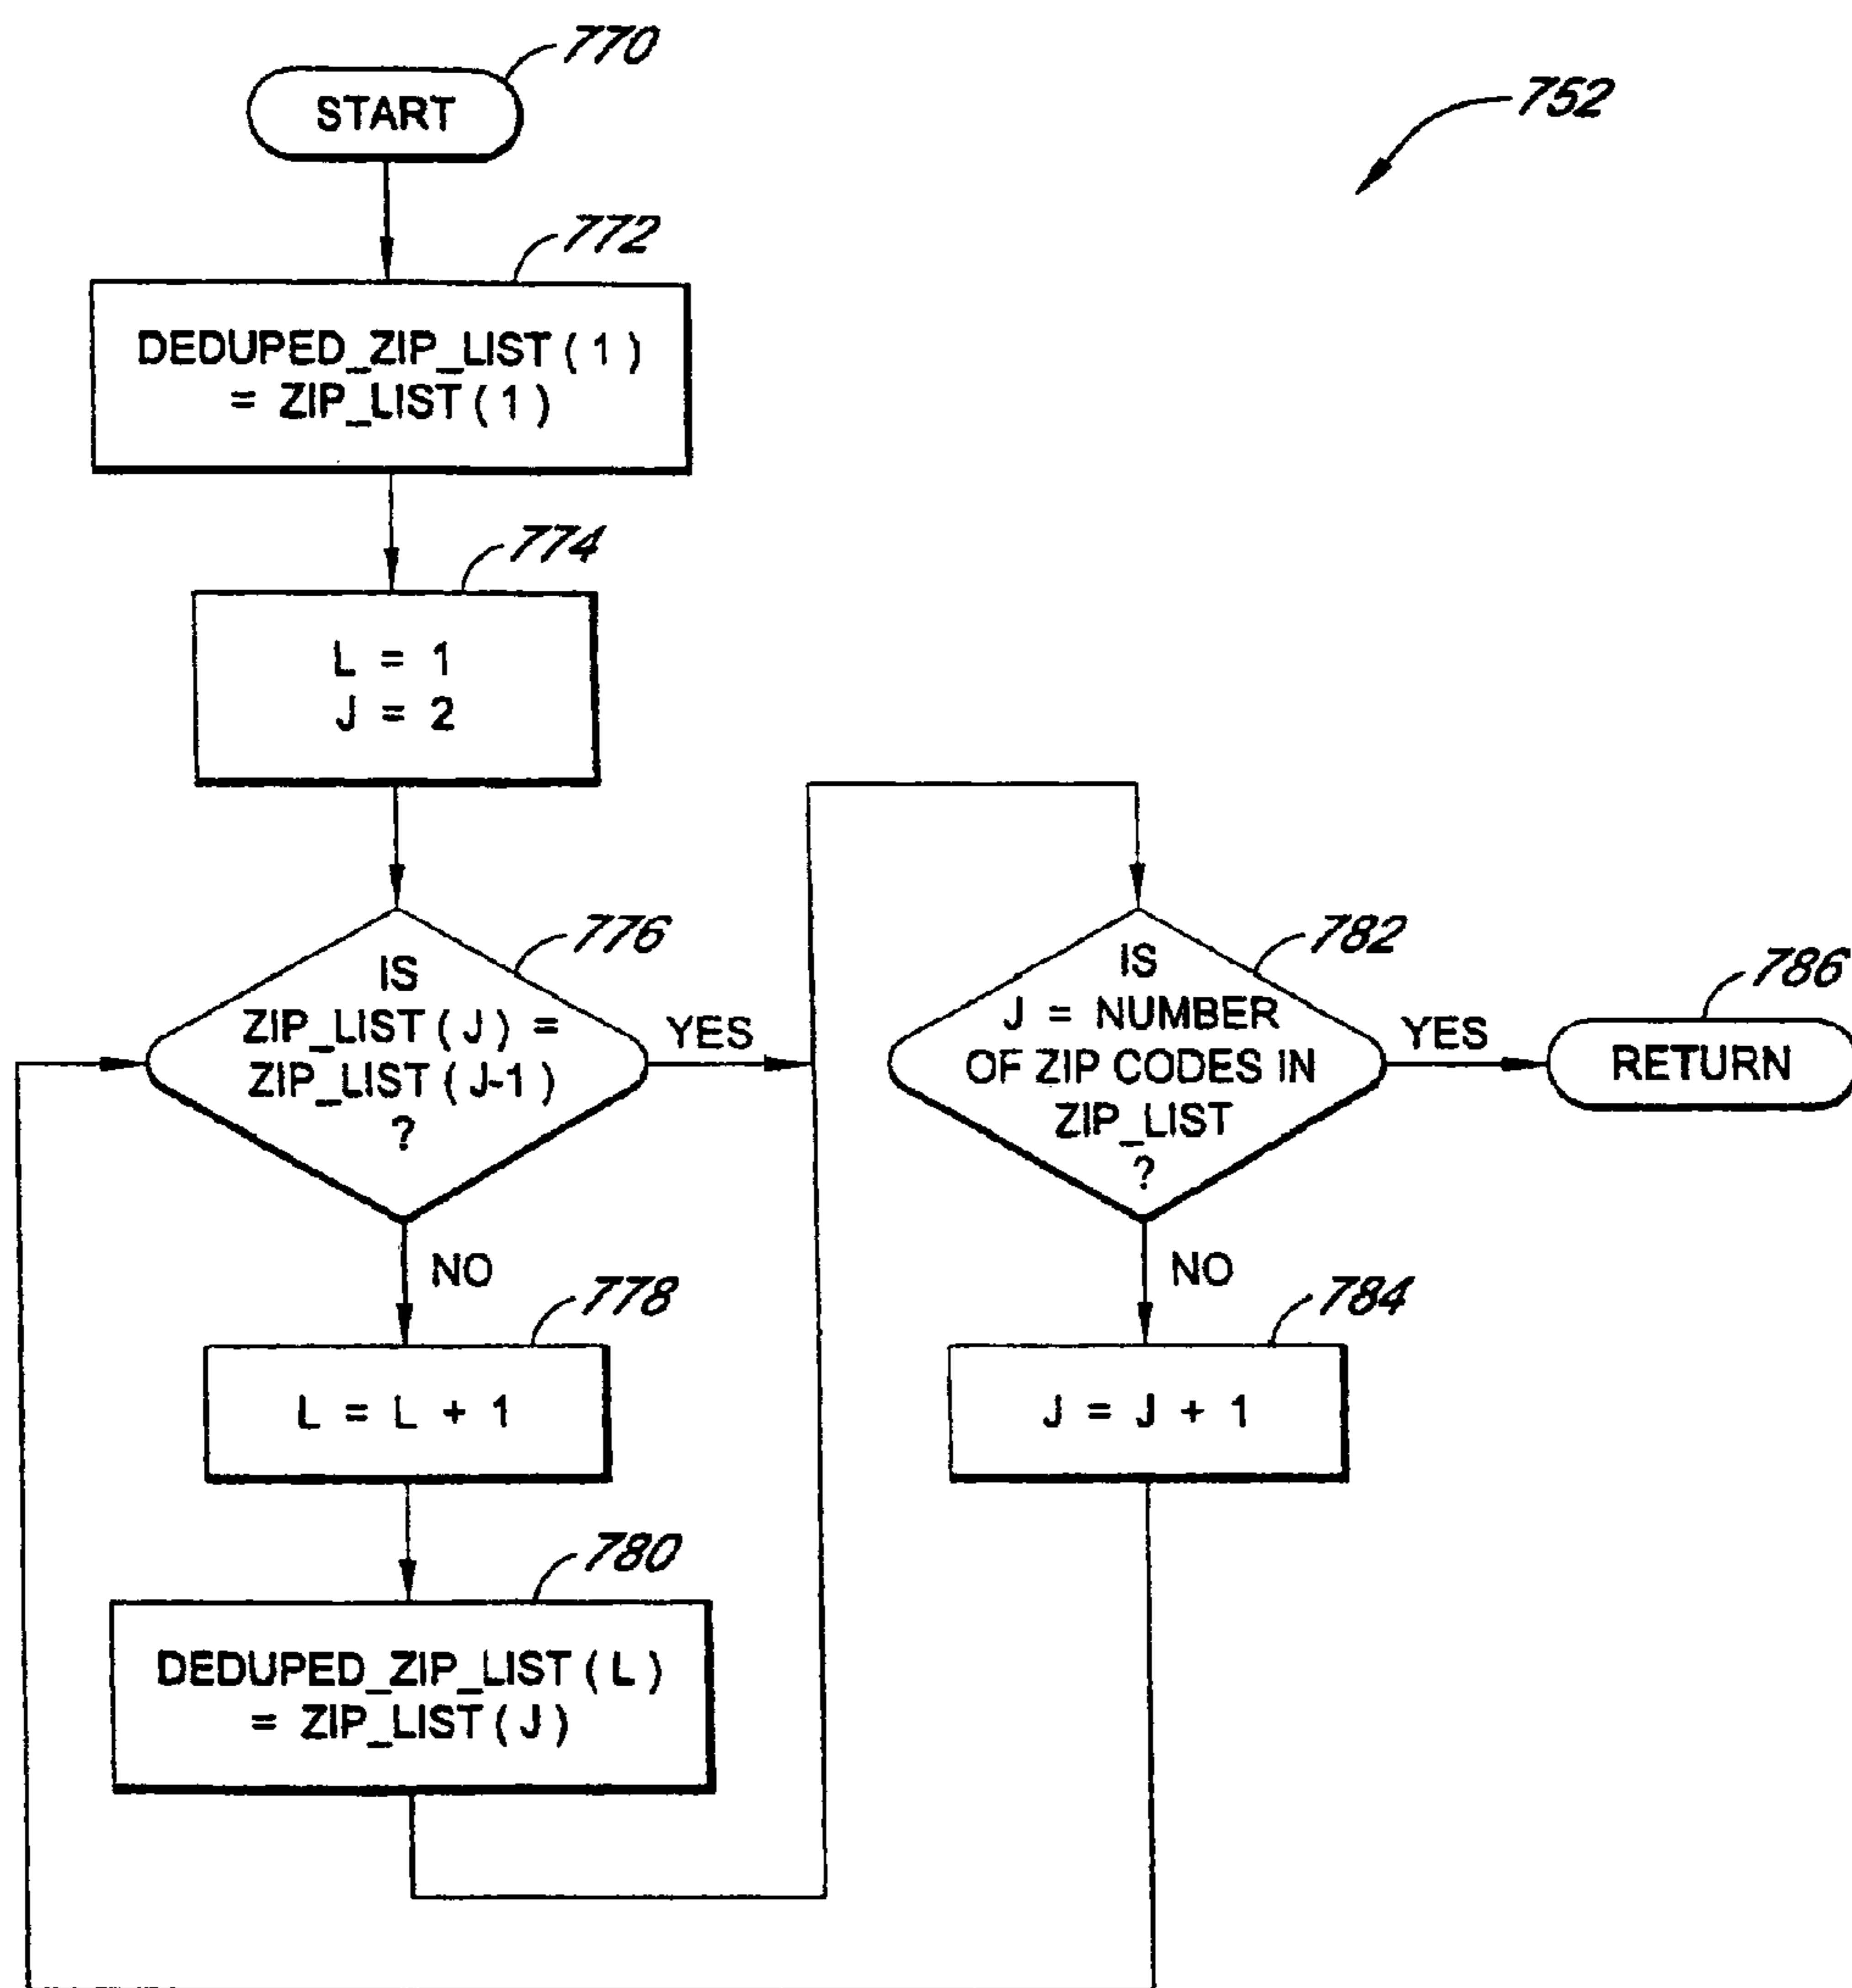 770
START
752
772
DEDUPED_ZIP_LIST ( 1 )
= ZIP_LIST ( 1 )
774
L = 1
J = 2
776
IS
ZIP_LIST ( J ) =
ZIP_LIST ( J-1 )
?
YES
NO
782
IS
J = NUMBER
OF ZIP CODES IN
ZIP_LIST
?
YES
NO
786
RETURN
778
L = L + 1
784
J = J + 1
780
DEDUPED_ZIP_LIST ( L )
= ZIP_LIST ( J )